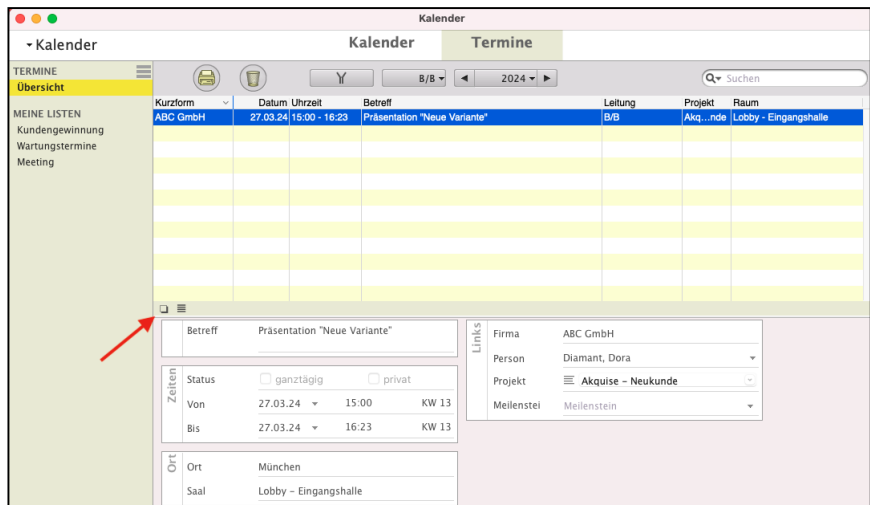 Kalender
Kalender
Kalender Termine
TERMINE
Übersicht
MEINE LISTEN
Kundengewinnung
Wartungstermine
Meeting
B/B 2024 Suchen
Kurzform Datum Uhrzeit Betreff Leitung Projekt Raum
ABC GmbH 27.03.24 15:00 - 16:23 Präsentation "Neue Variante" B/B Akq...nde Lobby - Eingangshalle
Betreff Präsentation "Neue Variante"
Zeiten
Status ganztägig privat
Von 27.03.24 15:00 KW 13
Bis 27.03.24 16:23 KW 13
Ort
Ort München
Saal Lobby – Eingangshalle
Links
Firma ABC GmbH
Person Diamant, Dora
Projekt Akquise – Neukunde
Meilenstei Meilenstein